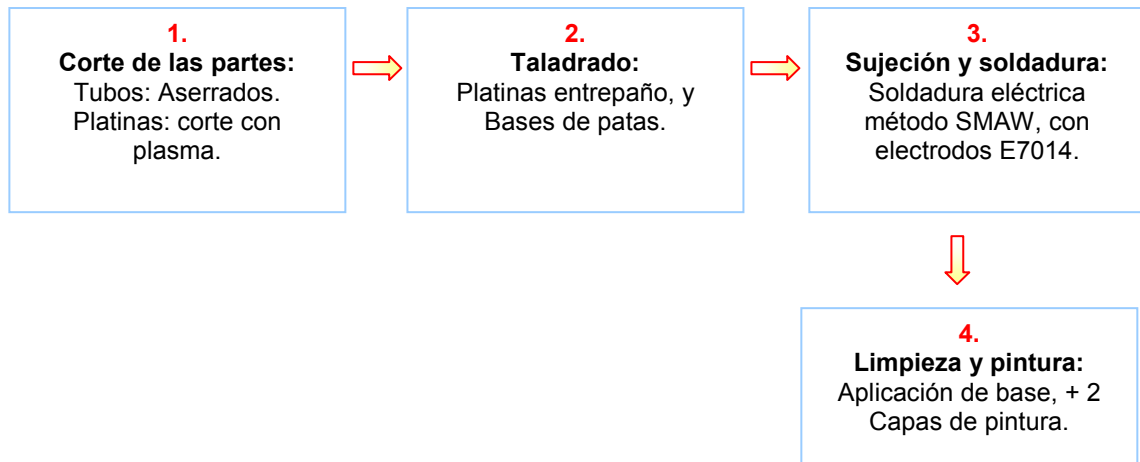 1.
Corte de las partes:
Tubos: Aserrados.
Platinas: corte con
plasma.
2.
Taladrado:
Platinas entrepaño, y
Bases de patas.
3.
Sujeción y soldadura:
Soldadura eléctrica
método SMAW, con
electrodos E7014.
4.
Limpieza y pintura:
Aplicación de base, + 2
Capas de pintura.